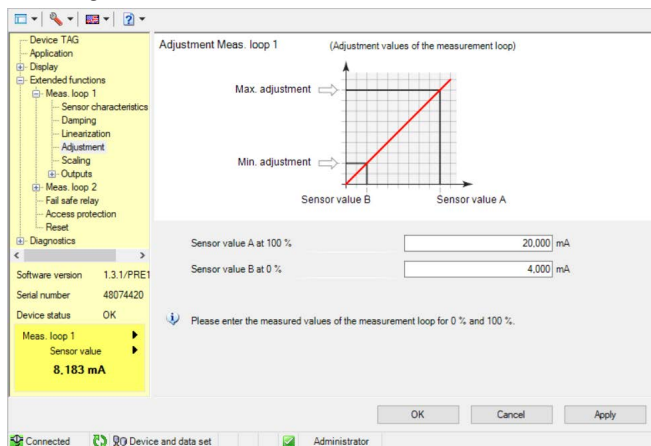 Device TAG
Application
Display
Extended functions
Meas. loop 1
Sensor characteristics
Damping
Linearization
Adjustment
Scaling
Outputs
Meas. loop 2
Fail safe relay
Access protection
Reset
Diagnostics
Software version 1.3.1/PRE1
Serial number 48074420
Device status OK
Meas. loop 1
Sensor value
8,183 mA
Adjustment Meas. loop 1 (Adjustment values of the measurement loop)
Max. adjustment
Min. adjustment
Sensor value B Sensor value A
Sensor value A at 100 % 20,000 mA
Sensor value B at 0 % 4,000 mA
Please enter the measured values of the measurement loop for 0 % and 100 %.
OK Cancel Apply
Connected Device and data set Administrator